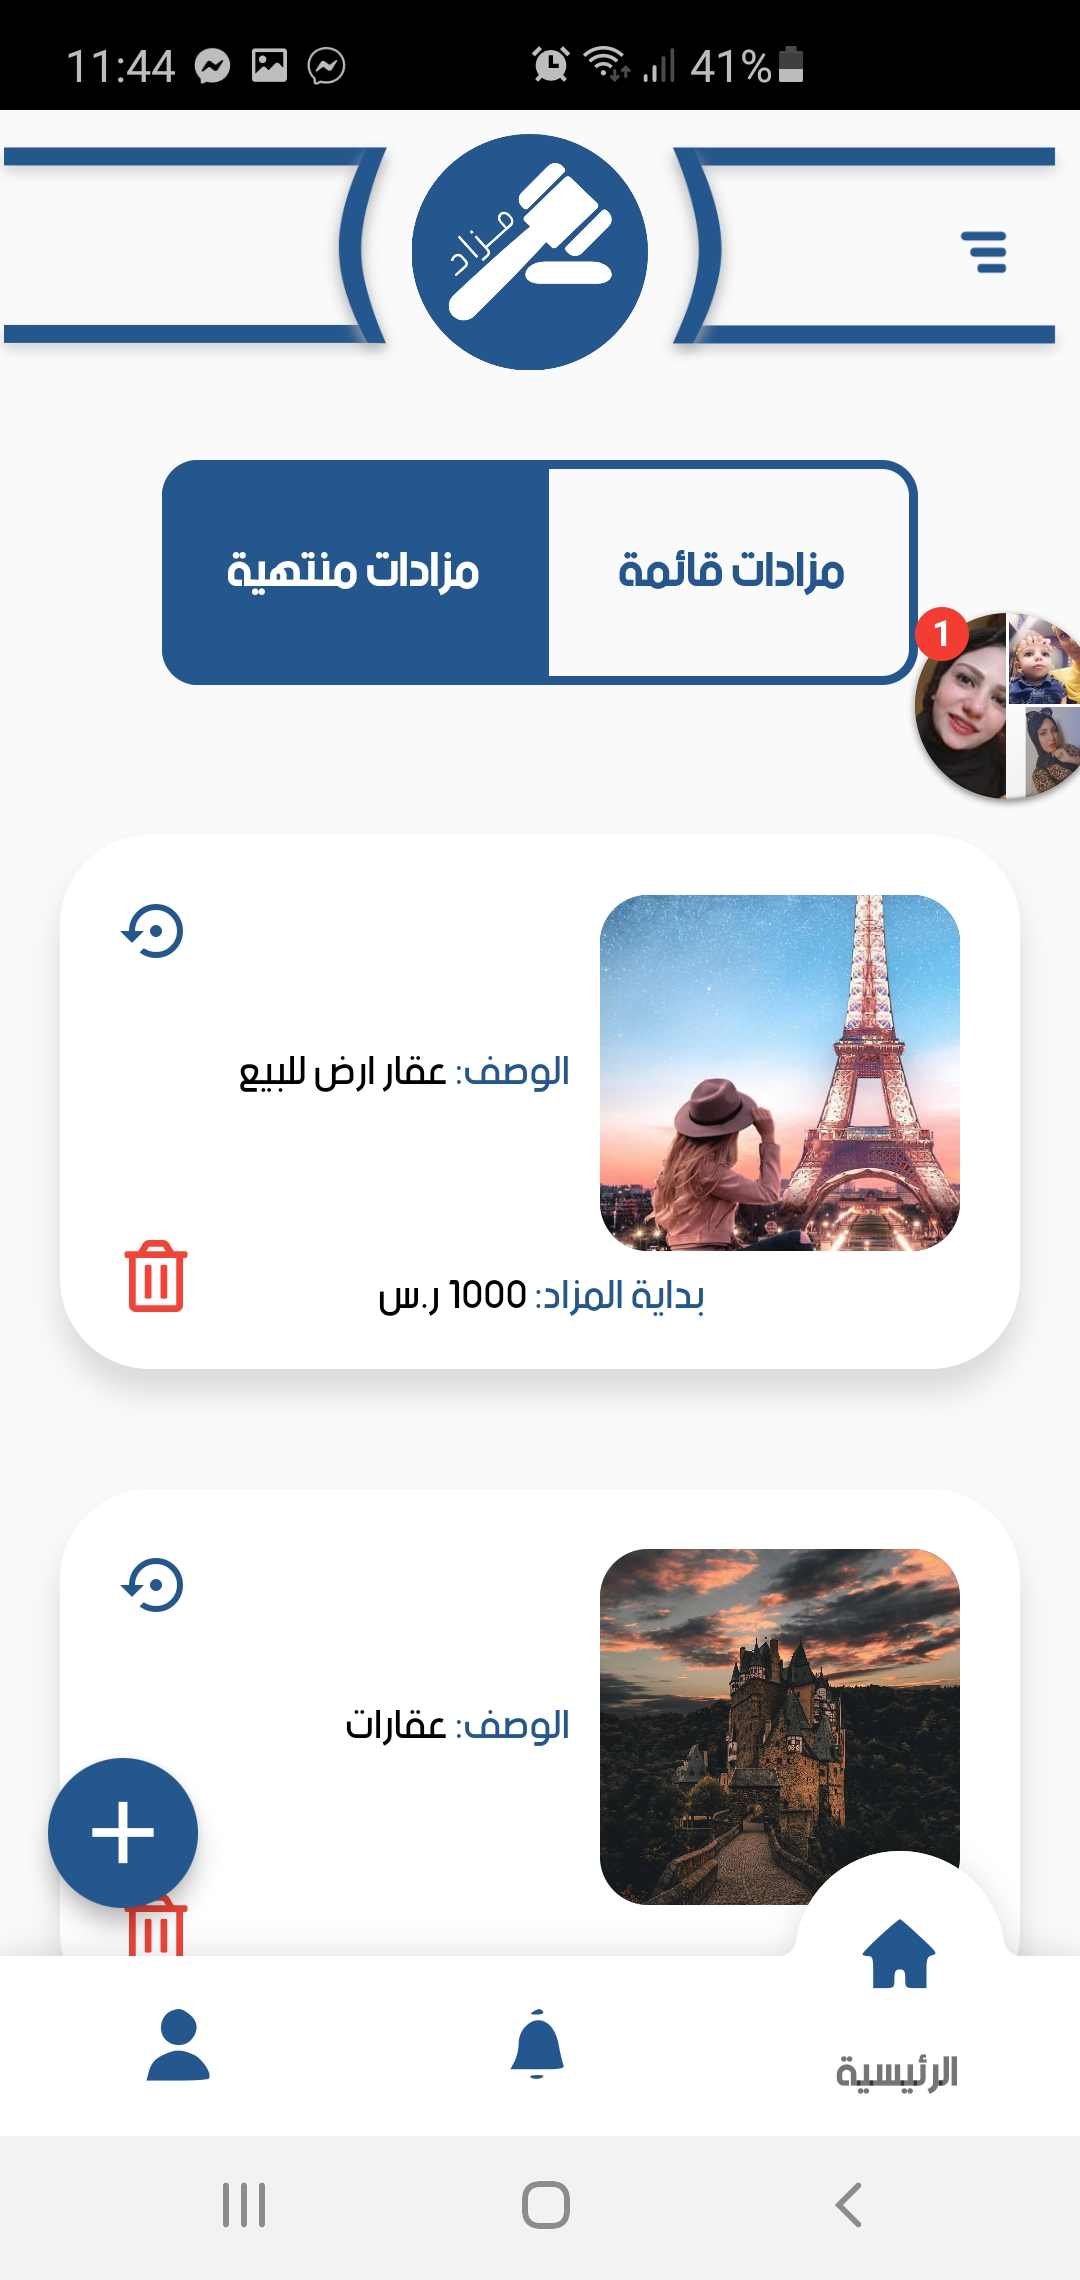 11:44 41%
مزاد
مزادات قائمة
مزادات منتهية
1
الوصف: عقار ارض للبيع
بداية المزاد: 1000 ر.س
الوصف: عقارات
الرئيسية